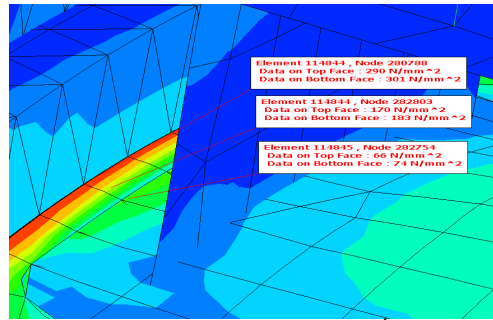 Element 114844 , Node 280788
Data on Top Face : 290 N/mm^2
Data on Bottom Face : 301 N/mm^2
Element 114844 , Node 282803
Data on Top Face : 170 N/mm^2
Data on Bottom Face : 183 N/mm^2
Element 114845 , Node 282754
Data on Top Face : 66 N/mm^2
Data on Bottom Face : 74 N/mm^2